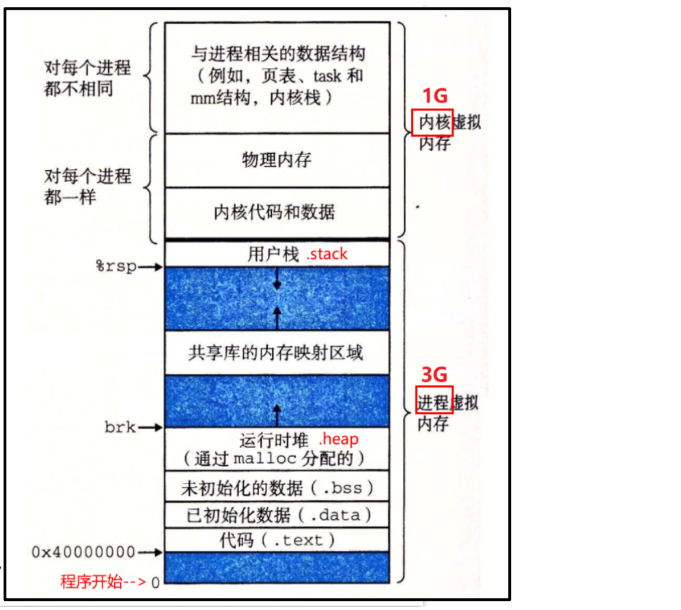 对每个进程
都不相同
与进程相关的数据结构
（例如，页表、task 和
mm结构，内核栈）
1G
内核虚拟
内存
对每个进程
都一样
物理内存
内核代码和数据
用户栈 .stack
%rsp
共享库的内存映射区域
3G
进程虚拟
内存
brk
运行时堆 .heap
（通过 malloc 分配的）
未初始化的数据（.bss）
已初始化数据（.data）
代码（.text）
0x40000000
程序开始--> 0